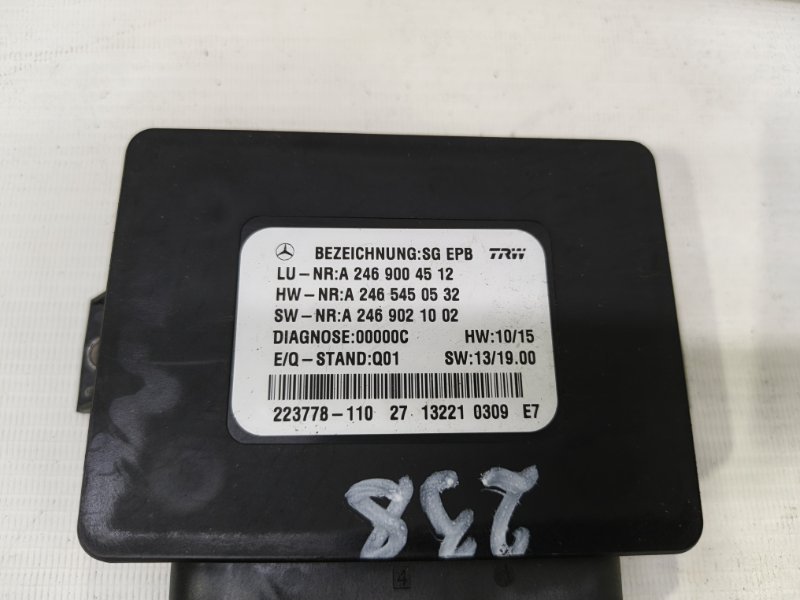 BEZEICHNUNG:SG EPB TRW
LU-NR:A 246 900 45 12
HW-NR:A 246 545 05 32
SW-NR:A 246 902 10 02
DIAGNOSE:00000C HW:10/15
E/Q-STAND:Q01 SW:13/19.00
223778-110 27 13221 0309 E7
238
4